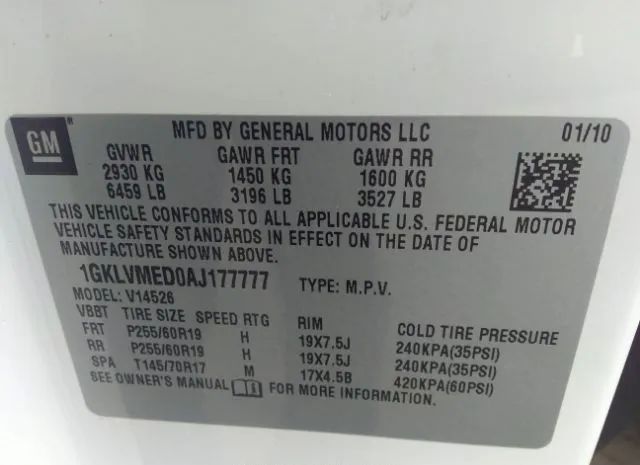 GM ® MFD BY GENERAL MOTORS LLC 01/10
GVWR GAWR FRT GAWR RR
2930 KG 1450 KG 1600 KG
6459 LB 3196 LB 3527 LB
THIS VEHICLE CONFORMS TO ALL APPLICABLE U.S. FEDERAL MOTOR
VEHICLE SAFETY STANDARDS IN EFFECT ON THE DATE OF
MANUFACTURE SHOWN ABOVE.
1GKLVMED0AJ177777 TYPE: M.P.V.
MODEL: V14526
VBBT TIRE SIZE SPEED RTG RIM COLD TIRE PRESSURE
FRT P255/60R19 H 19X7.5J 240KPA(35PSI)
RR P255/60R19 H 19X7.5J 240KPA(35PSI)
SPA T145/70R17 M 17X4.5B 420KPA(60PSI)
SEE OWNER'S MANUAL FOR MORE INFORMATION.